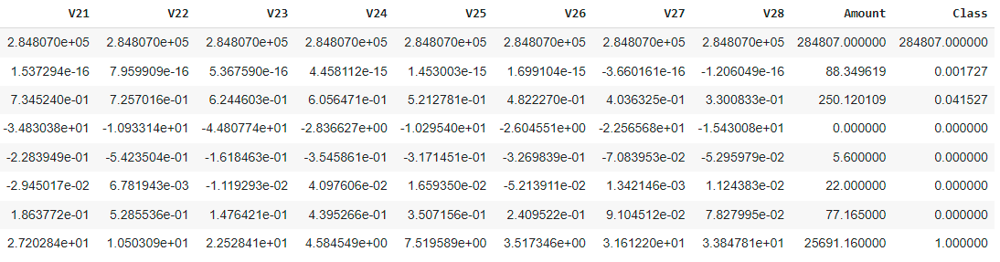 V21 V22 V23 V24 V25 V26 V27 V28 Amount Class
2.848070e+05 2.848070e+05 2.848070e+05 2.848070e+05 2.848070e+05 2.848070e+05 2.848070e+05 2.848070e+05 284807.000000 284807.000000
1.537294e-16 7.959909e-16 5.367590e-16 4.458112e-15 1.453003e-15 1.699104e-15 -3.660161e-16 -1.206049e-16 88.349619 0.001727
7.345240e-01 7.257016e-01 6.244603e-01 6.056471e-01 5.212781e-01 4.822270e-01 4.036325e-01 3.300833e-01 250.120109 0.041527
-3.483038e+01 -1.093314e+01 -4.480774e+01 -2.836627e+00 -1.029540e+01 -2.604551e+00 -2.256568e+01 -1.543008e+01 0.000000 0.000000
-2.283949e-01 -5.423504e-01 -1.618463e-01 -3.545861e-01 -3.171451e-01 -3.269839e-01 -7.083953e-02 -5.295979e-02 5.600000 0.000000
-2.945017e-02 6.781943e-03 -1.119293e-02 4.097606e-02 1.659350e-02 -5.213911e-02 1.342146e-03 1.124383e-02 22.000000 0.000000
1.863772e-01 5.285536e-01 1.476421e-01 4.395266e-01 3.507156e-01 2.409522e-01 9.104512e-02 7.827995e-02 77.165000 0.000000
2.720284e+01 1.050309e+01 2.252841e+01 4.584549e+00 7.519589e+00 3.517346e+00 3.161220e+01 3.384781e+01 25691.160000 1.000000